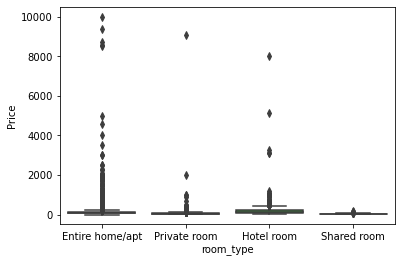 10000
8000
6000
4000
2000
0
Price
Entire home/apt
Private room
Hotel room
Shared room
room_type